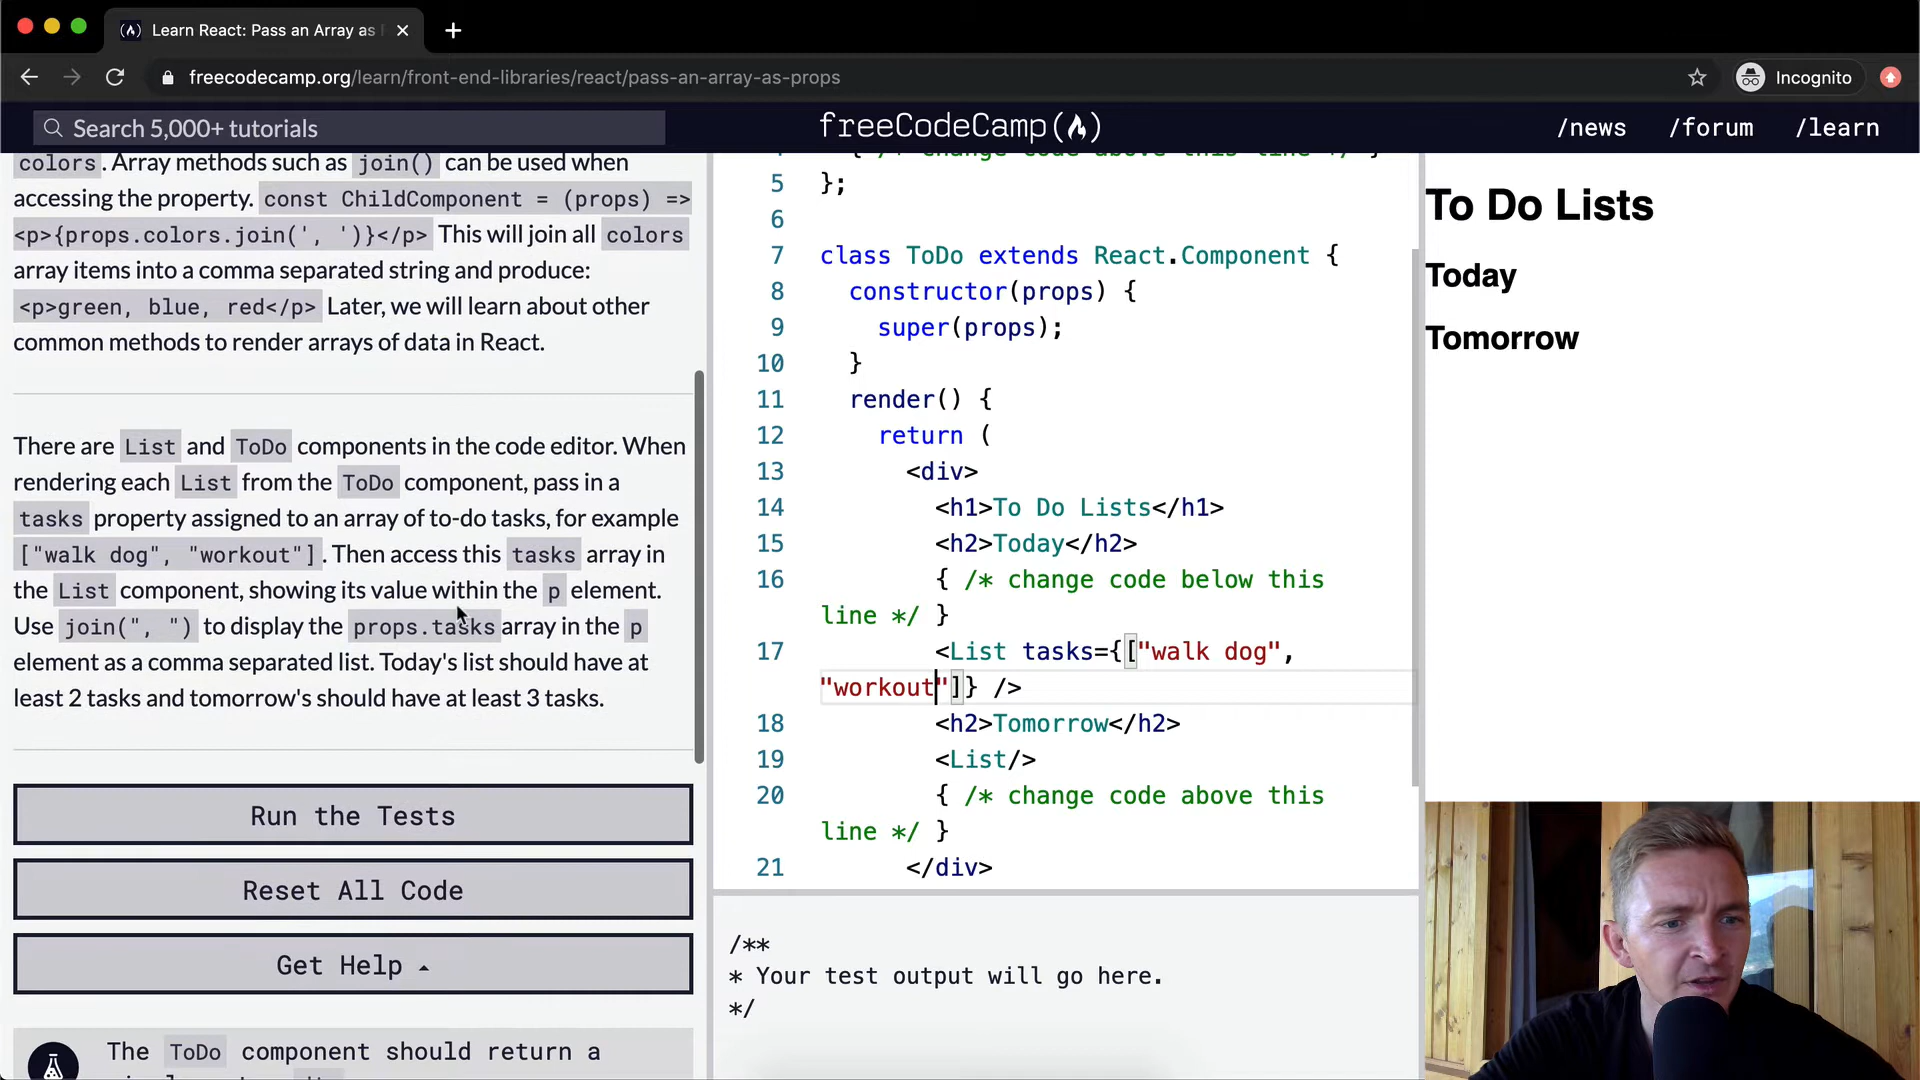 Learn React: Pass an Array as
freecodecamp.org/learn/front-end-libraries/react/pass-an-array-as-props
Incognito
Search 5,000+ tutorials
freeCodeCamp
/news
/forum
/learn
colors. Array methods such as join() can be used when
accessing the property. const ChildComponent = (props) =>
<p>{props.colors.join(', ')}</p> This will join all colors
array items into a comma separated string and produce:
<p>green, blue, red</p> Later, we will learn about other
common methods to render arrays of data in React.
There are List and ToDo components in the code editor. When
rendering each List from the ToDo component, pass in a
tasks property assigned to an array of to-do tasks, for example
["walk dog", "workout"]. Then access this tasks array in
the List component, showing its value within the p element.
Use join(", ") to display the props.tasks array in the p
element as a comma separated list. Today's list should have at
least 2 tasks and tomorrow's should have at least 3 tasks.
Run the Tests
Reset All Code
Get Help
The ToDo component should return a
{ /* change code above this line */ }
5 };
6
7 class ToDo extends React.Component {
8 constructor(props) {
9 super(props);
10 }
11 render() {
12 return (
13 <div>
14 <h1>To Do Lists</h1>
15 <h2>Today</h2>
16 { /* change code below this
line */ }
17 <List tasks={["walk dog",
"workout"]} />
18 <h2>Tomorrow</h2>
19 <List/>
20 { /* change code above this
line */ }
21 </div>
/**
* Your test output will go here.
*/
To Do Lists
Today
Tomorrow